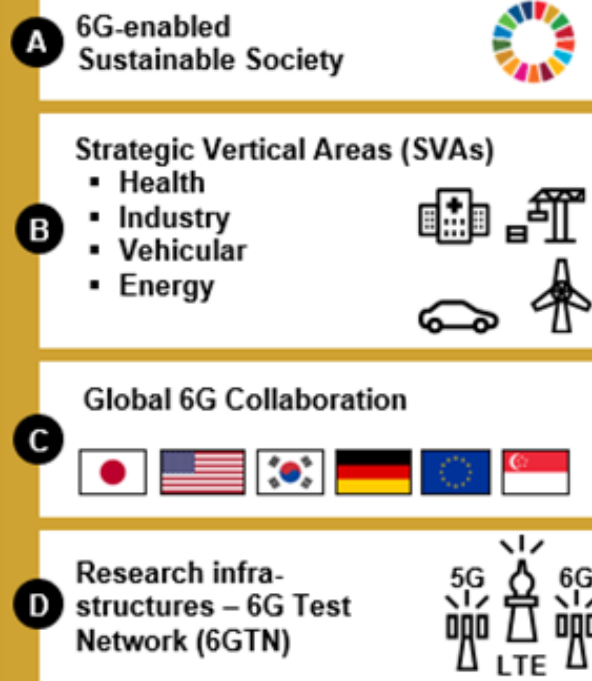 A
6G-enabled
Sustainable Society
B
Strategic Vertical Areas (SVAs)
▪ Health
▪ Industry
▪ Vehicular
▪ Energy
C
Global 6G Collaboration
D
Research infra-
structures – 6G Test
Network (6GTN)
5G
6G
LTE